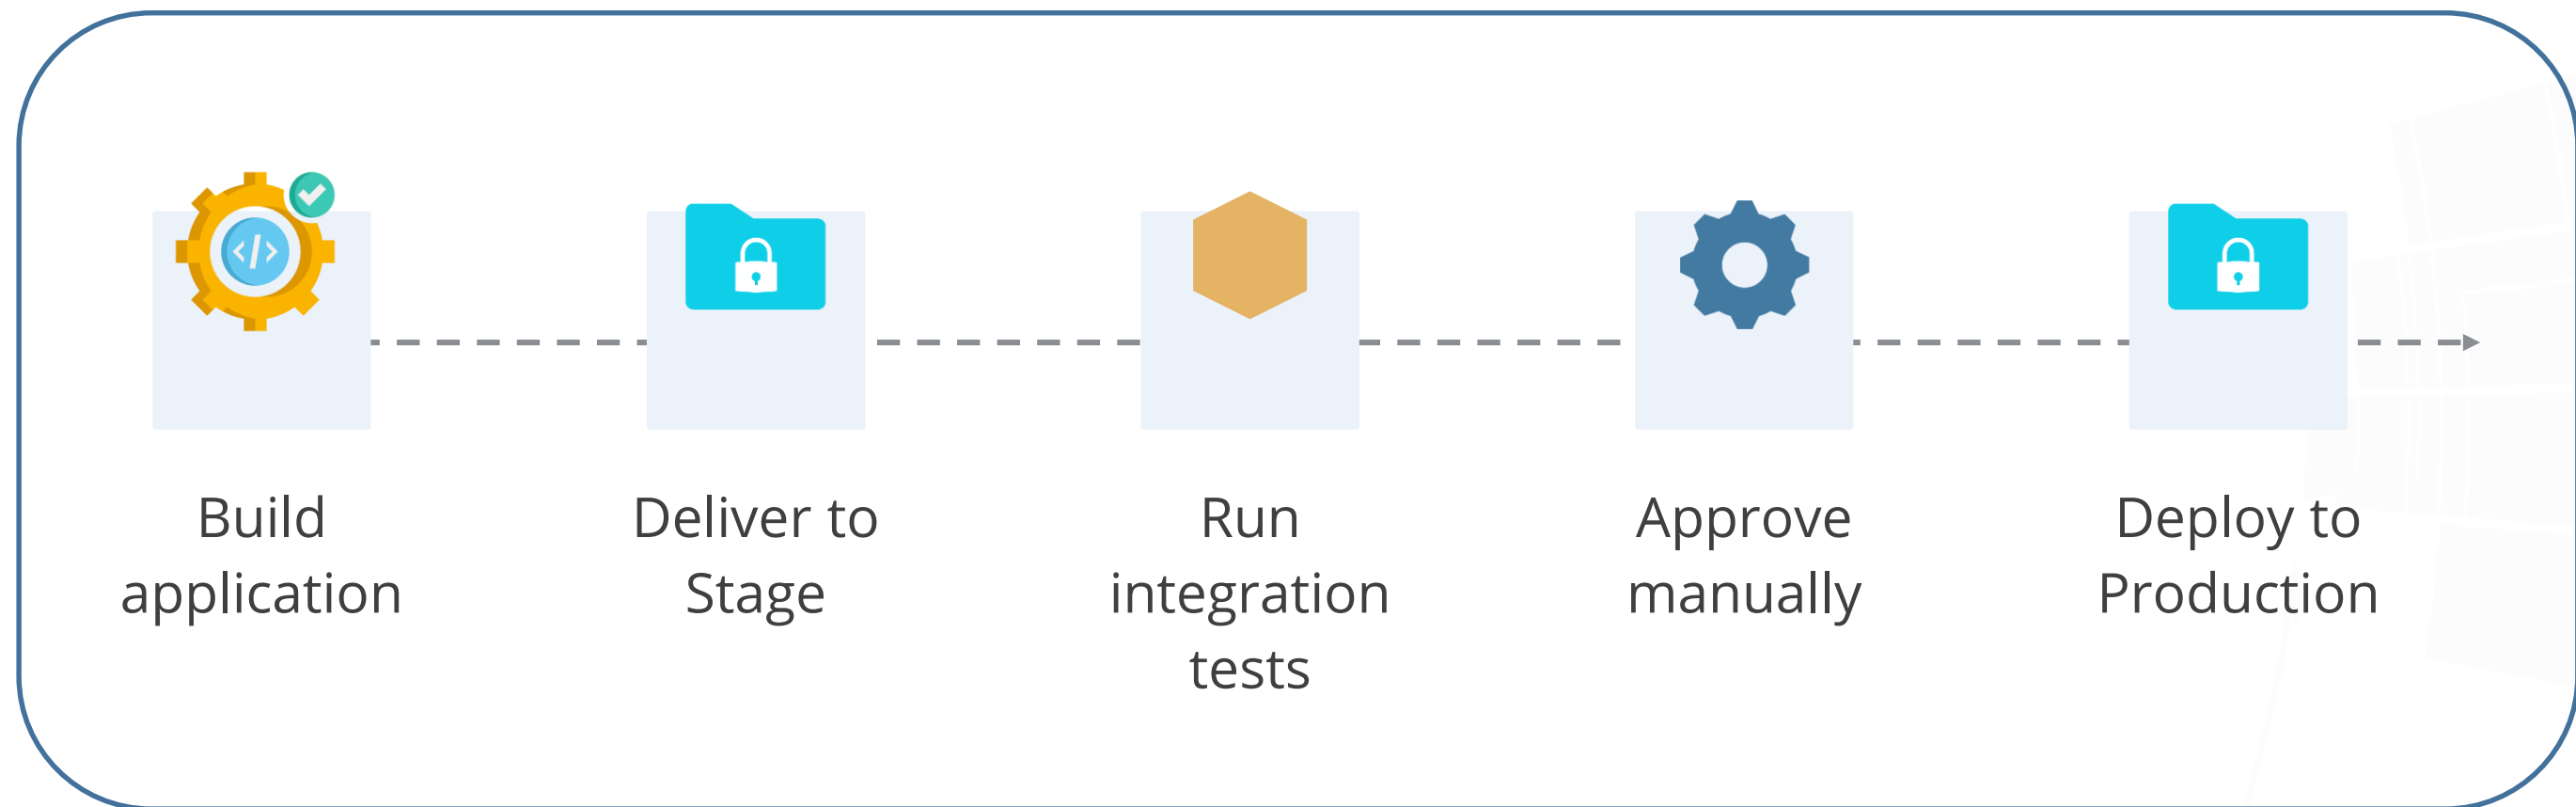 Build
application
Deliver to
Stage
Run
integration
tests
Approve
manually
Deploy to
Production